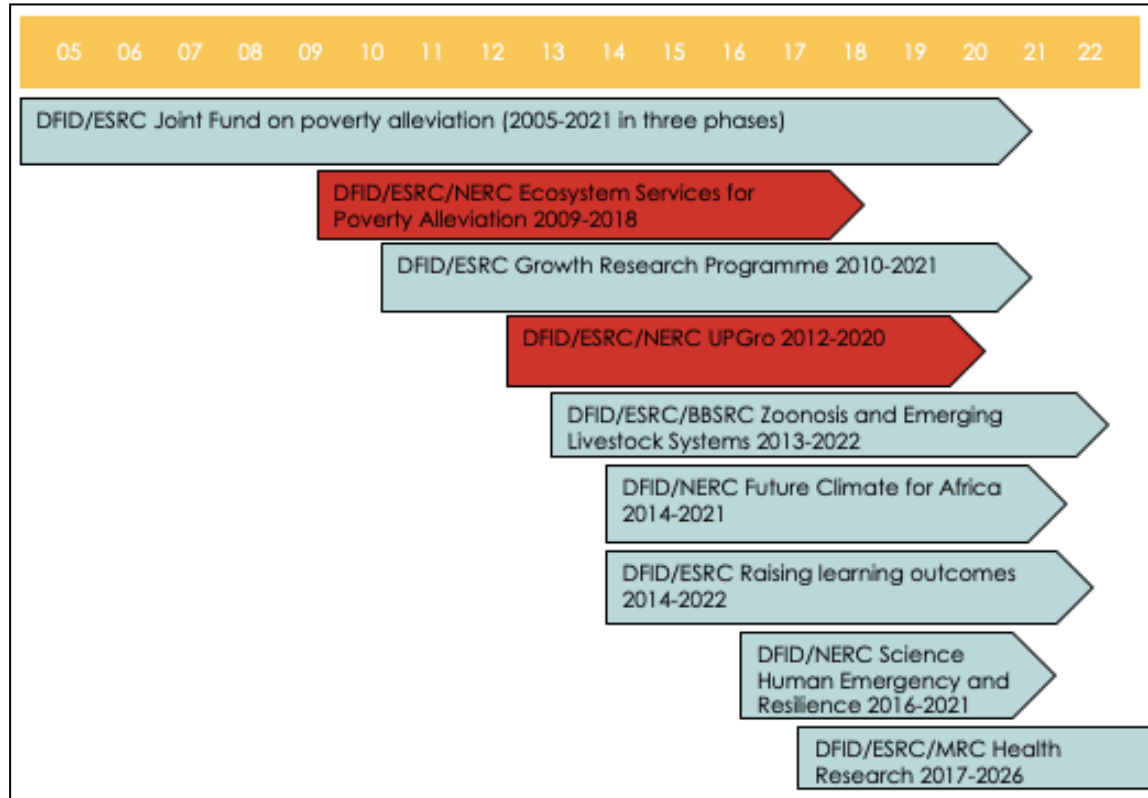 05 06 07 08 09 10 11 12 13 14 15 16 17 18 19 20 21 22
DFID/ESRC Joint Fund on poverty alleviation (2005-2021 in three phases)
DFID/ESRC/NERC Ecosystem Services for
Poverty Alleviation 2009-2018
DFID/ESRC Growth Research Programme 2010-2021
DFID/ESRC/NERC UPGro 2012-2020
DFID/ESRC/BBSRC Zoonosis and Emerging
Livestock Systems 2013-2022
DFID/NERC Future Climate for Africa
2014-2021
DFID/ESRC Raising learning outcomes
2014-2022
DFID/NERC Science
Human Emergency and
Resilience 2016-2021
DFID/ESRC/MRC Health
Research 2017-2026